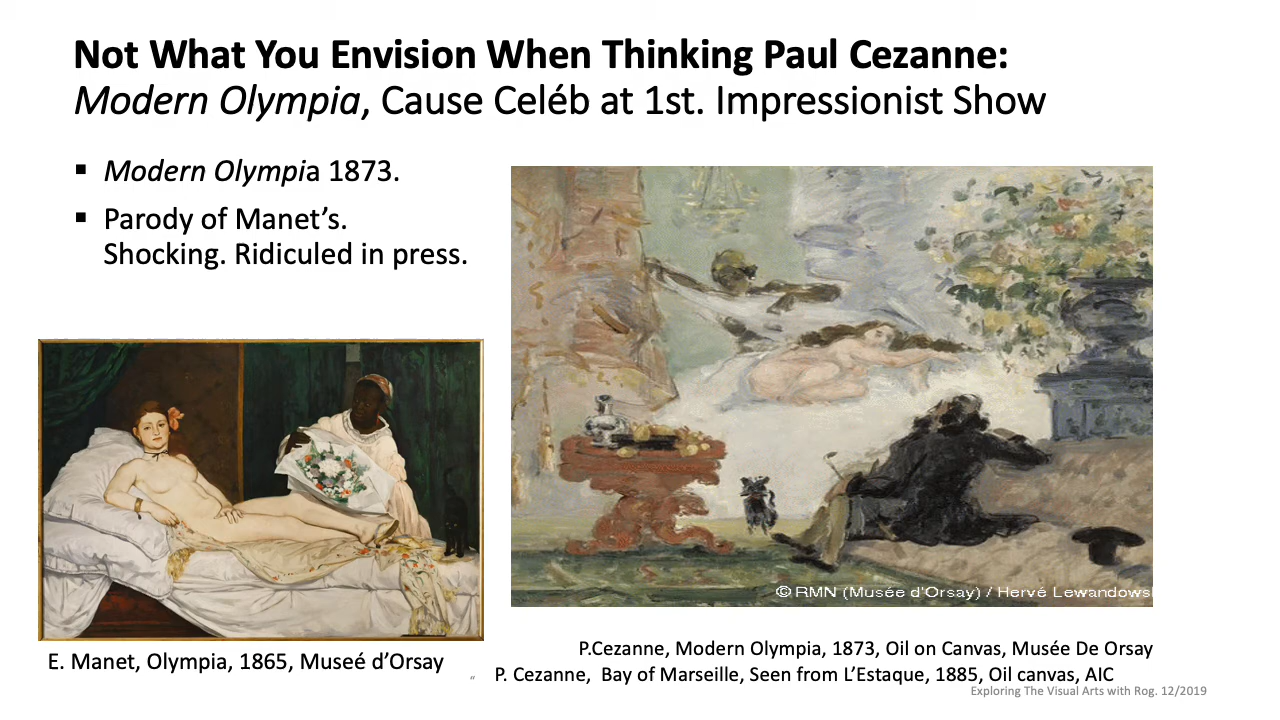 Not What You Envision When Thinking Paul Cezanne:
Modern Olympia, Cause Celéb at 1st. Impressionist Show
▪ Modern Olympia 1873.
▪ Parody of Manet’s.
Shocking. Ridiculed in press.
© RMN (Musée d'Orsay) / Hervé Lewandows
E. Manet, Olympia, 1865, Museé d’Orsay
P.Cezanne, Modern Olympia, 1873, Oil on Canvas, Musée De Orsay
“ P. Cezanne,  Bay of Marseille, Seen from L’Estaque, 1885, Oil canvas, AIC
Exploring The Visual Arts with Rog. 12/2019